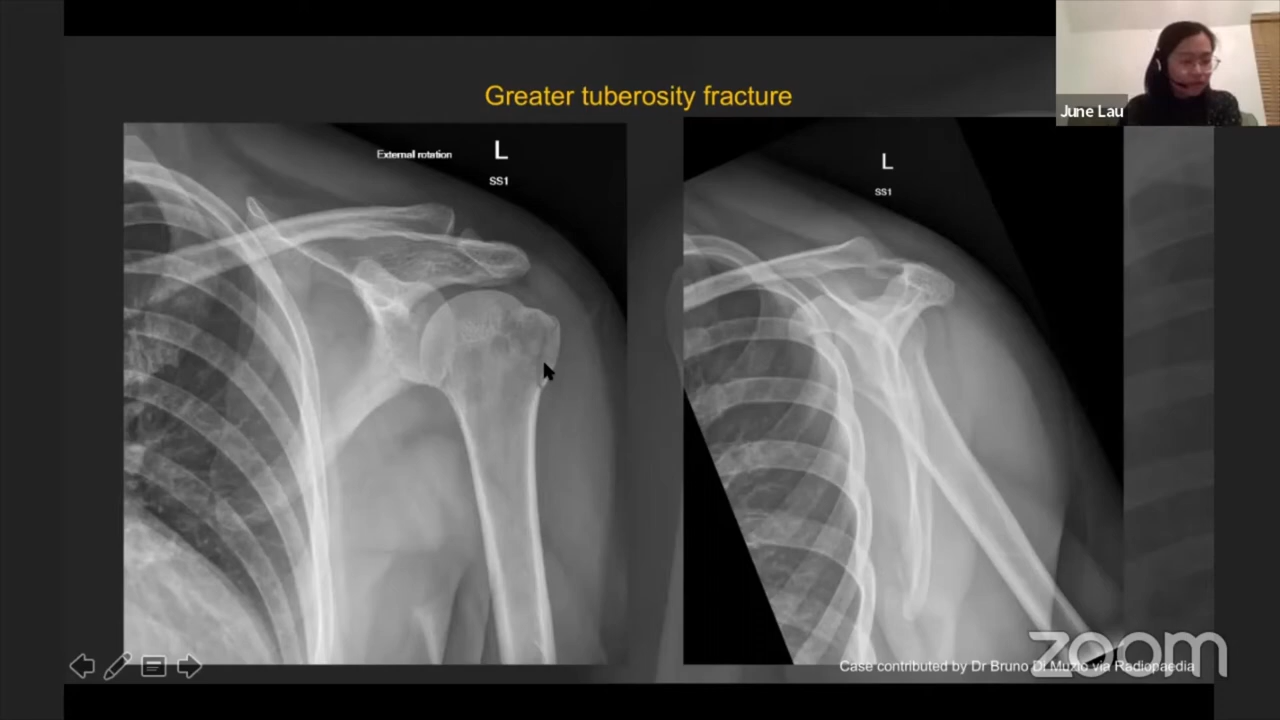 Greater tuberosity fracture
June Lau
External rotation
L
SS1
L
SS1
Case contributed by Dr Bruno Di Muzio via Radiopaedia
zoom